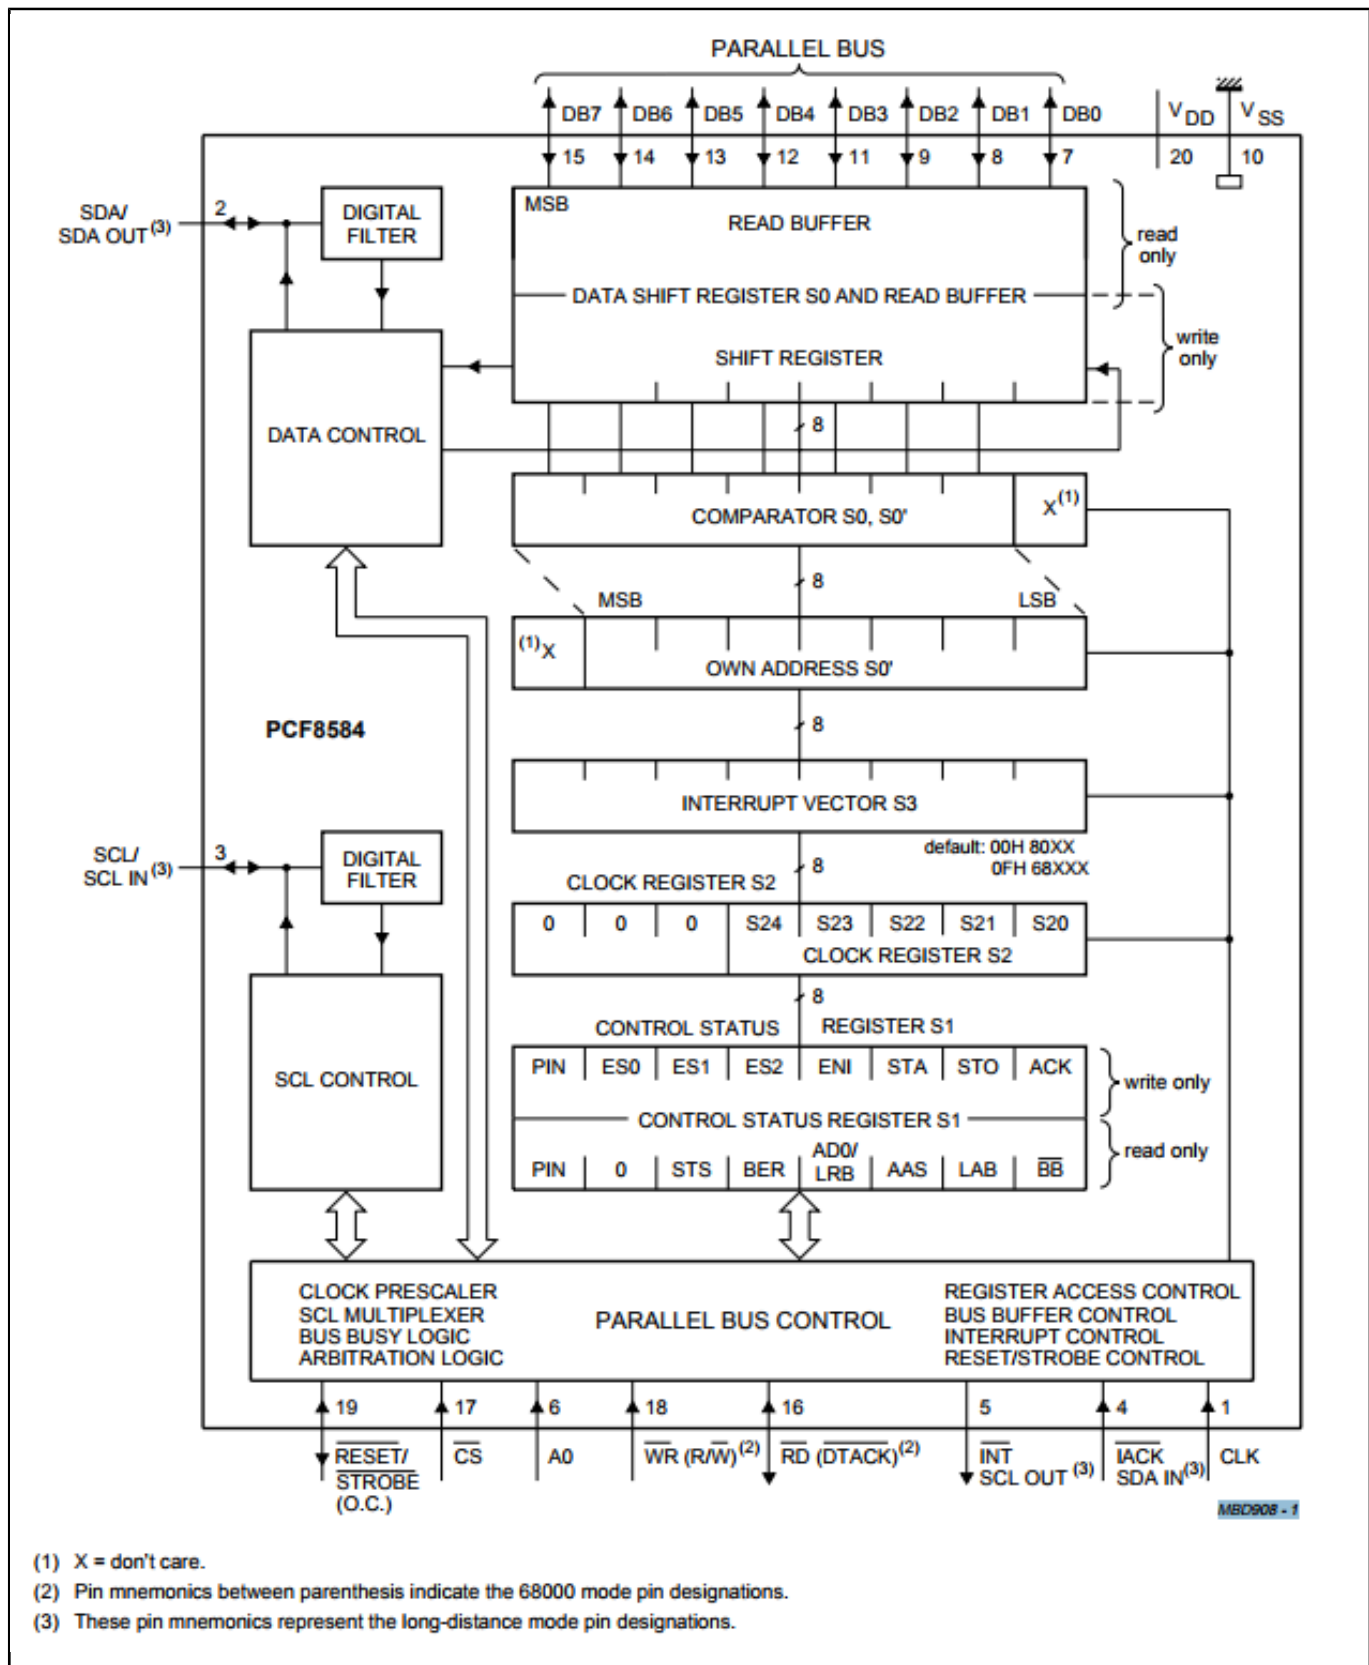 PARALLEL BUS
DB7 DB6 DB5 DB4 DB3 DB2 DB1 DB0 VDD VSS
15 14 13 12 11 9 8 7 20 10
SDA/
SDA OUT (3)
2
DIGITAL
FILTER
MSB
READ BUFFER
read
only
DATA SHIFT REGISTER S0 AND READ BUFFER
SHIFT REGISTER
write
only
DATA CONTROL
8
COMPARATOR S0, S0'
X(1)
8
MSB LSB
(1)X
OWN ADDRESS S0'
PCF8584
8
INTERRUPT VECTOR S3
default: 00H 80XX
0FH 68XXX
SCL/
SCL IN (3)
3
DIGITAL
FILTER
8
CLOCK REGISTER S2
0 0 0 S24 S23 S22 S21 S20
CLOCK REGISTER S2
8
CONTROL STATUS REGISTER S1
SCL CONTROL
PIN ES0 ES1 ES2 ENI STA STO ACK
write only
CONTROL STATUS REGISTER S1
PIN 0 STS BER AD0/LRB AAS LAB B̅B̅
read only
CLOCK PRESCALER
SCL MULTIPLEXER
BUS BUSY LOGIC
ARBITRATION LOGIC
PARALLEL BUS CONTROL
REGISTER ACCESS CONTROL
BUS BUFFER CONTROL
INTERRUPT CONTROL
RESET/STROBE CONTROL
19 17 6 18 16 5 4 1
R̅E̅S̅E̅T̅/
S̅T̅R̅O̅B̅E̅
(O.C.)
C̅S̅
A0
W̅R̅ (R/W̅)(2)
R̅D̅ (D̅T̅A̅C̅K̅)(2)
I̅N̅T̅
SCL OUT (3)
I̅A̅C̅K̅
SDA IN(3)
CLK
MBD908 - 1
(1) X = don't care.
(2) Pin mnemonics between parenthesis indicate the 68000 mode pin designations.
(3) These pin mnemonics represent the long-distance mode pin designations.